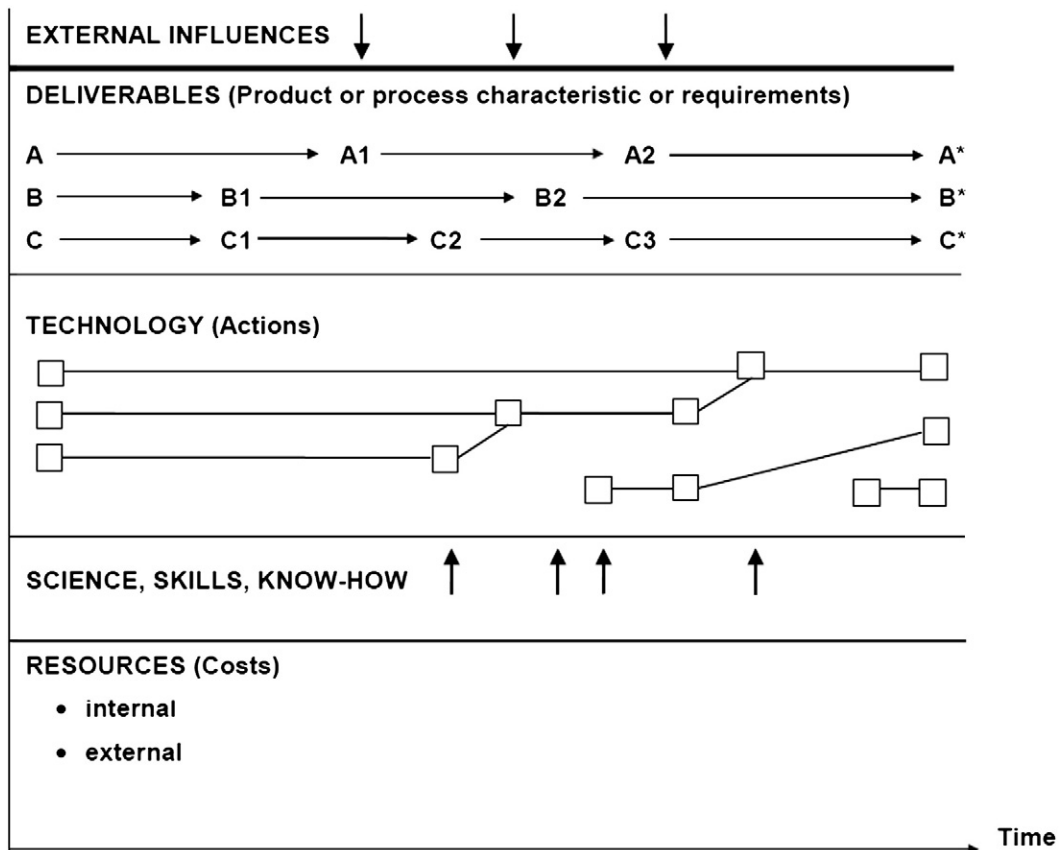 EXTERNAL INFLUENCES
DELIVERABLES (Product or process characteristic or requirements)
A A1 A2 A*
B B1 B2 B*
C C1 C2 C3 C*
TECHNOLOGY (Actions)
SCIENCE, SKILLS, KNOW-HOW
RESOURCES (Costs)
• internal
• external
Time